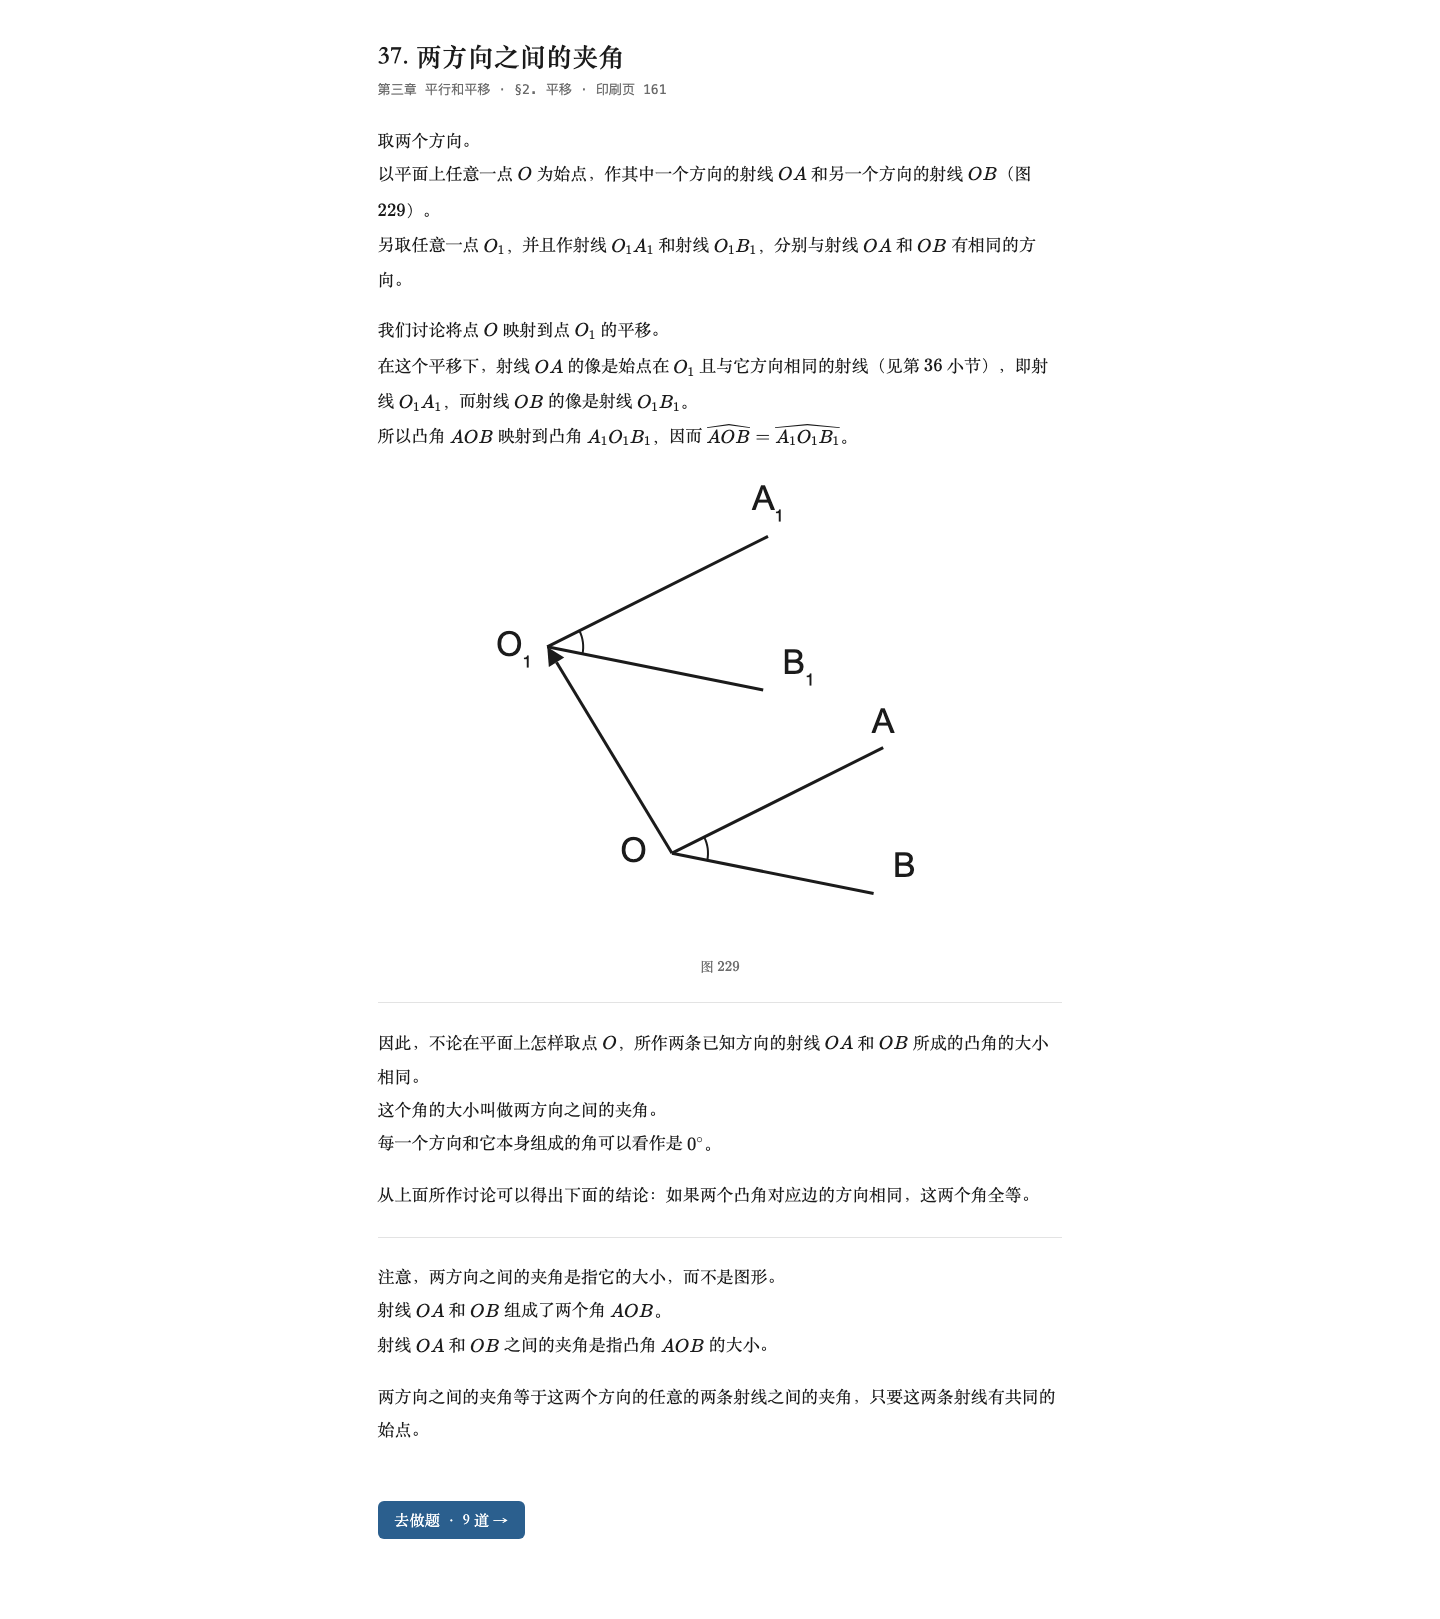 37. 两方向之间的夹角
第三章 平行和平移 · §2. 平移 · 印刷页 161
取两个方向。
以平面上任意一点 O 为始点，作其中一个方向的射线 OA 和另一个方向的射线 OB（图
229）。
另取任意一点 O₁，并且作射线 O₁A₁ 和射线 O₁B₁，分别与射线 OA 和 OB 有相同的方
向。
我们讨论将点 O 映射到点 O₁ 的平移。
在这个平移下，射线 OA 的像是始点在 O₁ 且与它方向相同的射线（见第 36 小节），即射
线 O₁A₁，而射线 OB 的像是射线 O₁B₁。
所以凸角 AOB 映射到凸角 A₁O₁B₁，因而 \widehat{AOB} = \widehat{A₁O₁B₁}。
A₁
O₁
B₁
A
O
B
图 229
因此，不论在平面上怎样取点 O，所作两条已知方向的射线 OA 和 OB 所成的凸角的大小
相同。
这个角的大小叫做两方向之间的夹角。
每一个方向和它本身组成的角可以看作是 0°。
从上面所作讨论可以得出下面的结论：如果两个凸角对应边的方向相同，这两个角全等。
注意，两方向之间的夹角是指它的大小，而不是图形。
射线 OA 和 OB 组成了两个角 AOB。
射线 OA 和 OB 之间的夹角是指凸角 AOB 的大小。
两方向之间的夹角等于这两个方向的任意的两条射线之间的夹角，只要这两条射线有共同的
始点。
去做题 · 9 道 →